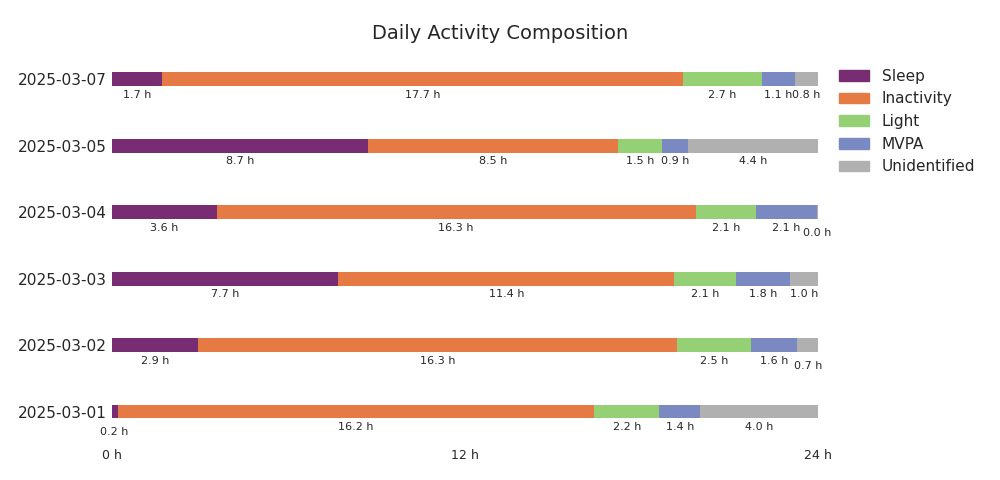 Daily Activity Composition
2025-03-07
1.7 h 17.7 h 2.7 h 1.1 h 0.8 h
2025-03-05
8.7 h 8.5 h 1.5 h 0.9 h 4.4 h
2025-03-04
3.6 h 16.3 h 2.1 h 2.1 h 0.0 h
2025-03-03
7.7 h 11.4 h 2.1 h 1.8 h 1.0 h
2025-03-02
2.9 h 16.3 h 2.5 h 1.6 h 0.7 h
2025-03-01
0.2 h 16.2 h 2.2 h 1.4 h 4.0 h
0 h 12 h 24 h
Sleep
Inactivity
Light
MVPA
Unidentified